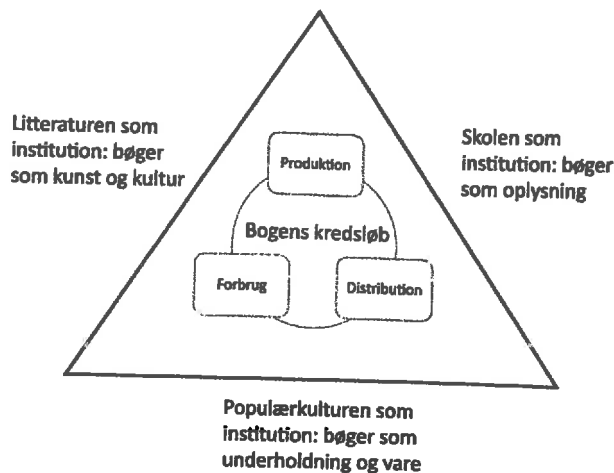 Litteraturen som
institution: bøger
som kunst og kultur
Skolen som
institution: bøger
som oplysning
Produktion
Bogens kredsløb
Forbrug
Distribution
Populærkulturen som
institution: bøger som
underholdning og vare